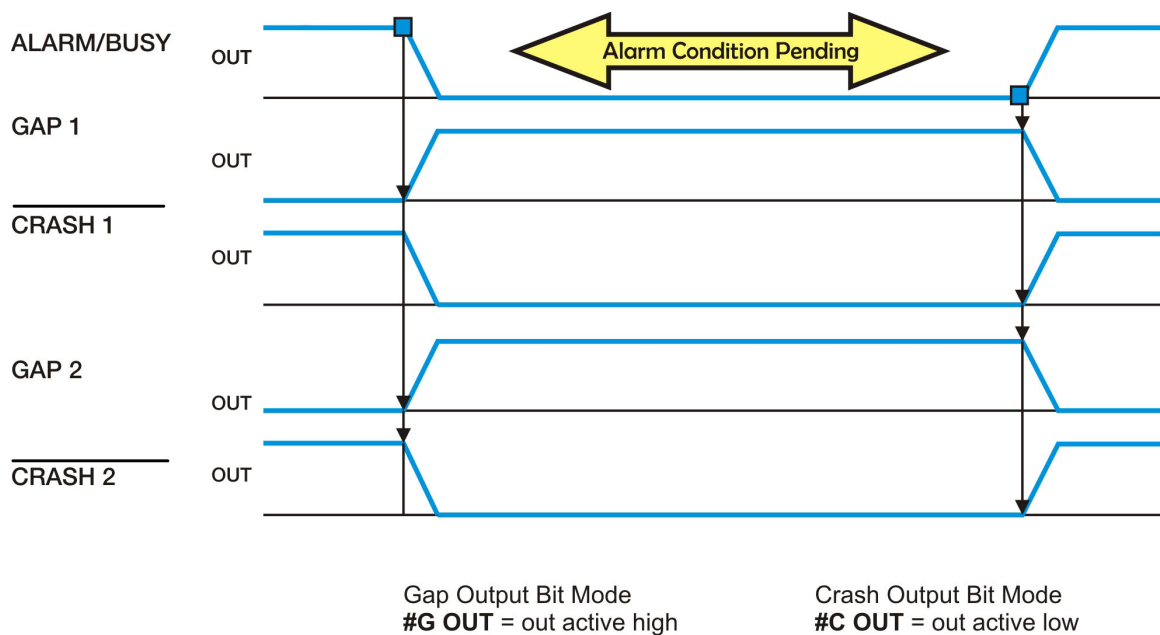 ALARM/BUSY
OUT
Alarm Condition Pending
GAP 1
OUT
CRASH 1
OUT
GAP 2
OUT
CRASH 2
OUT
Gap Output Bit Mode
#G OUT = out active high
Crash Output Bit Mode
#C OUT = out active low